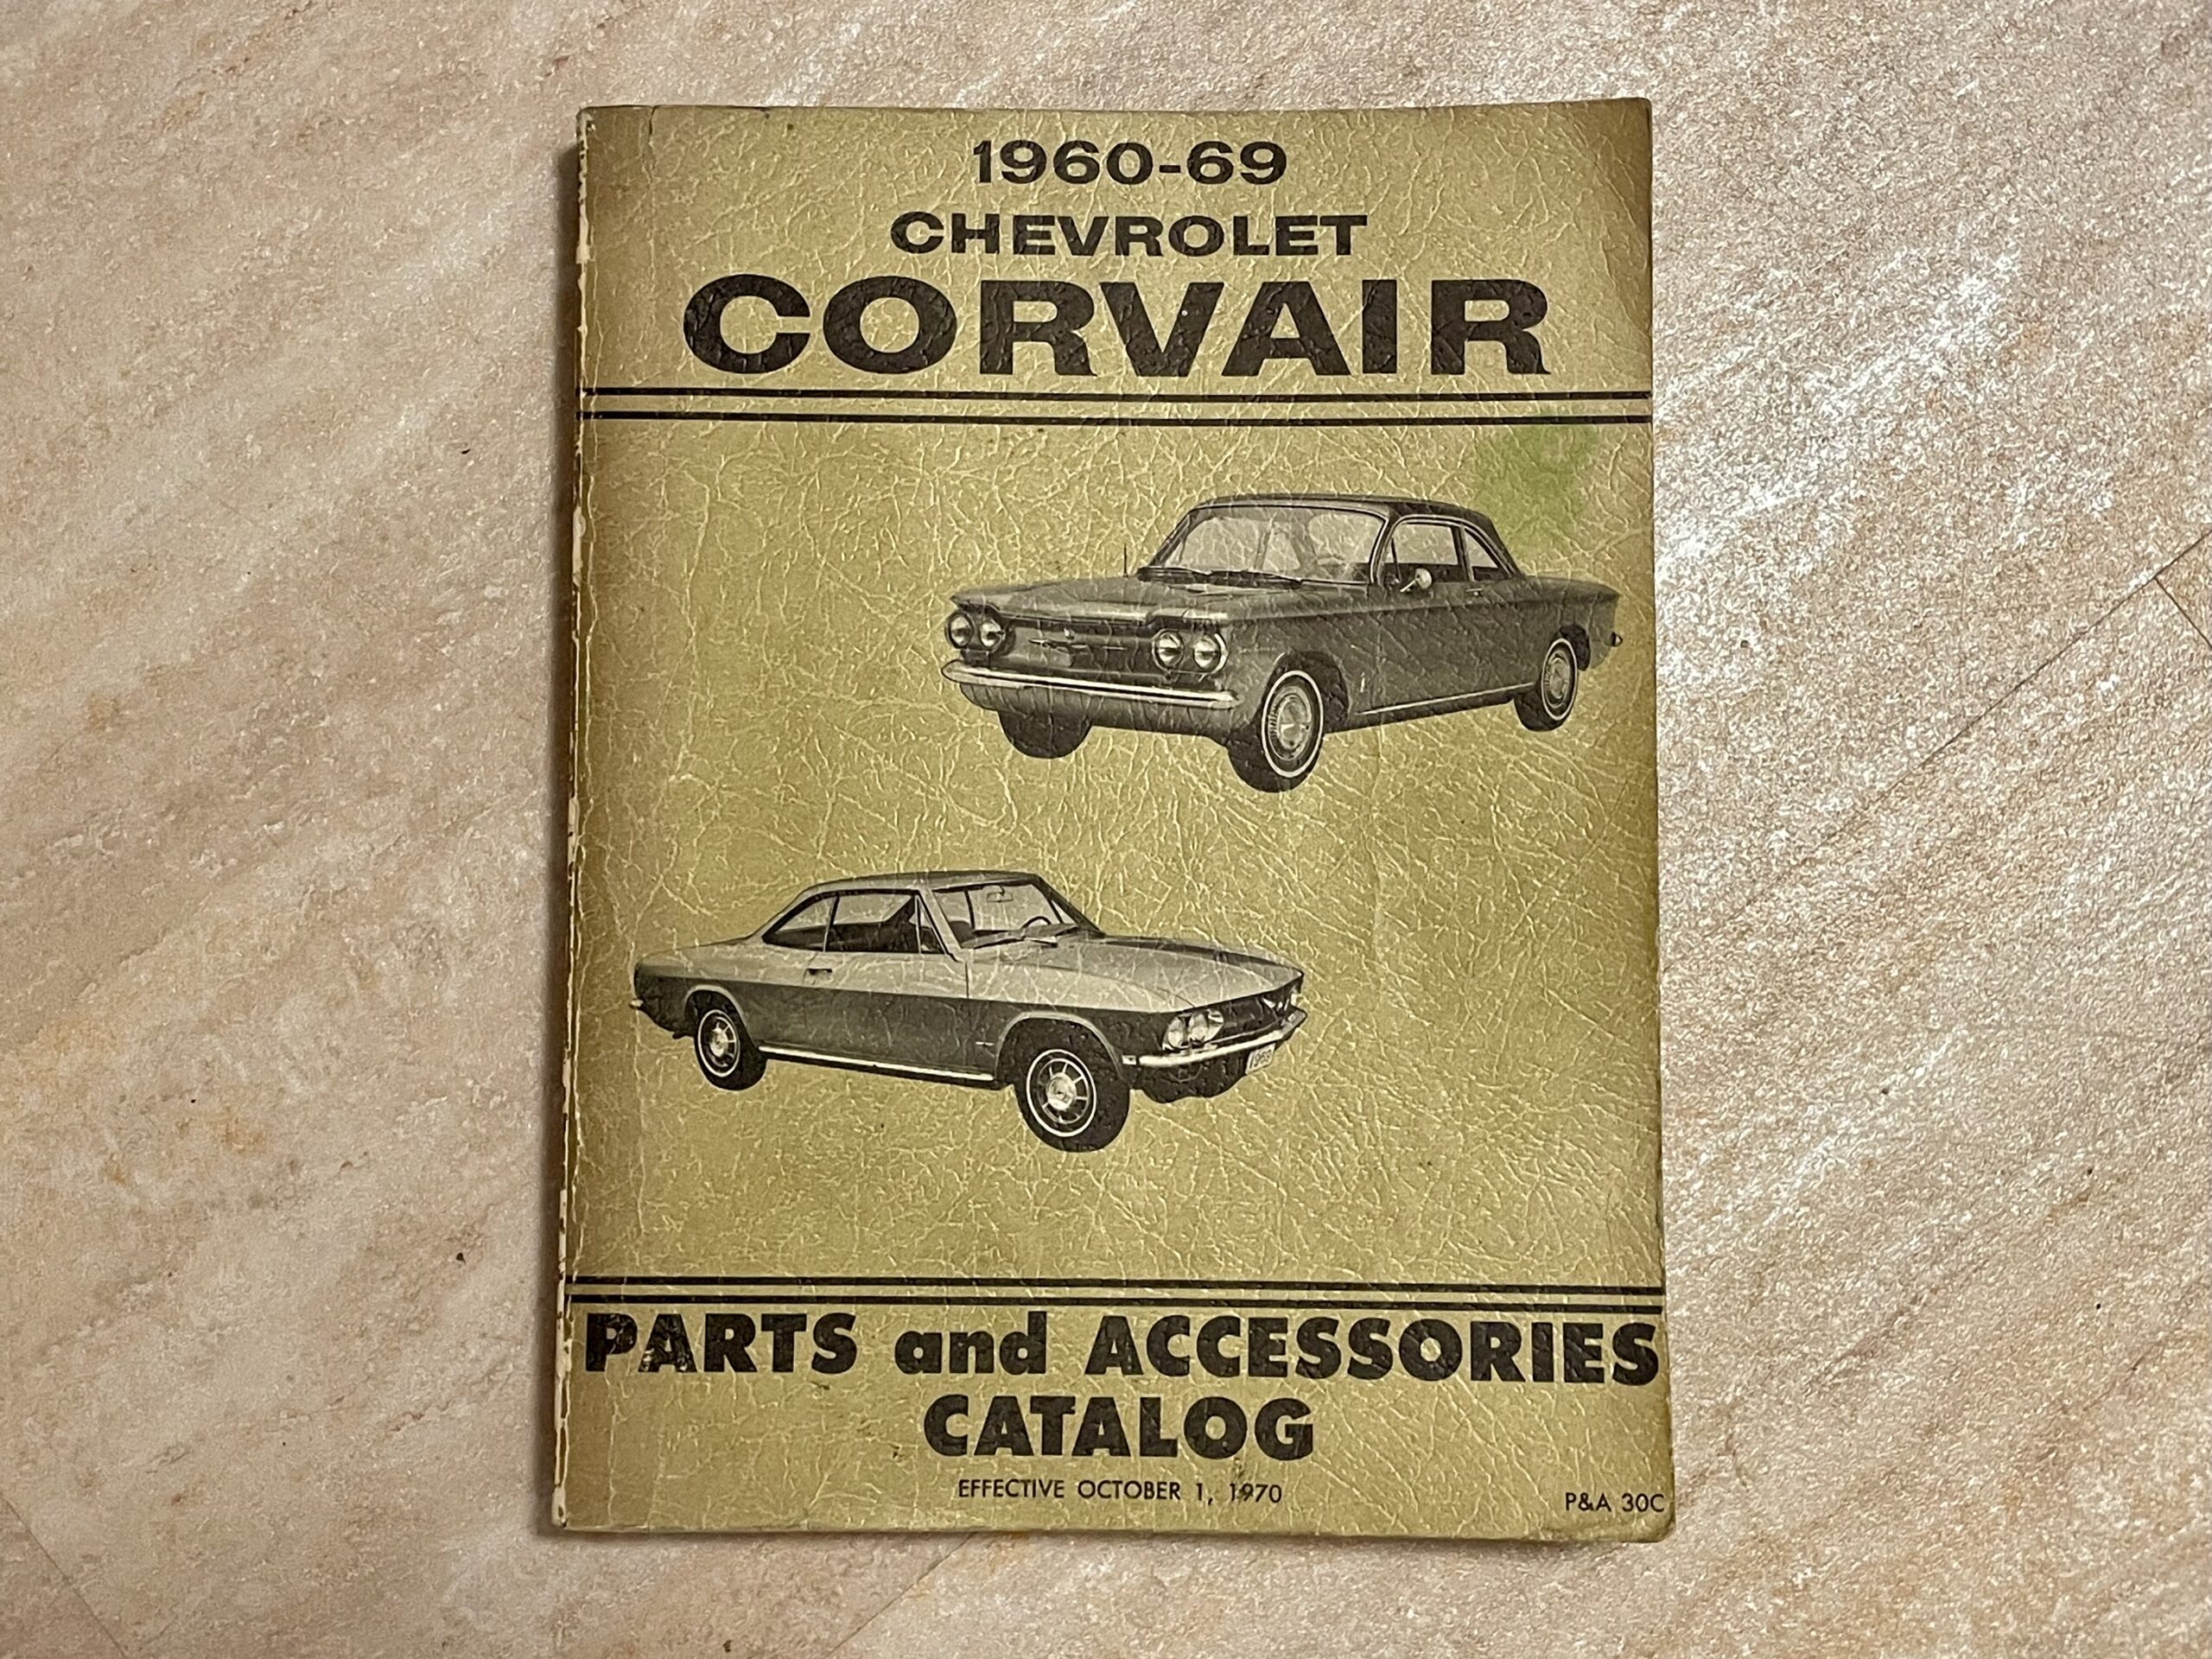 1960-69
CHEVROLET
CORVAIR
PARTS and ACCESSORIES
CATALOG
EFFECTIVE OCTOBER 1, 1970
P&A 30C